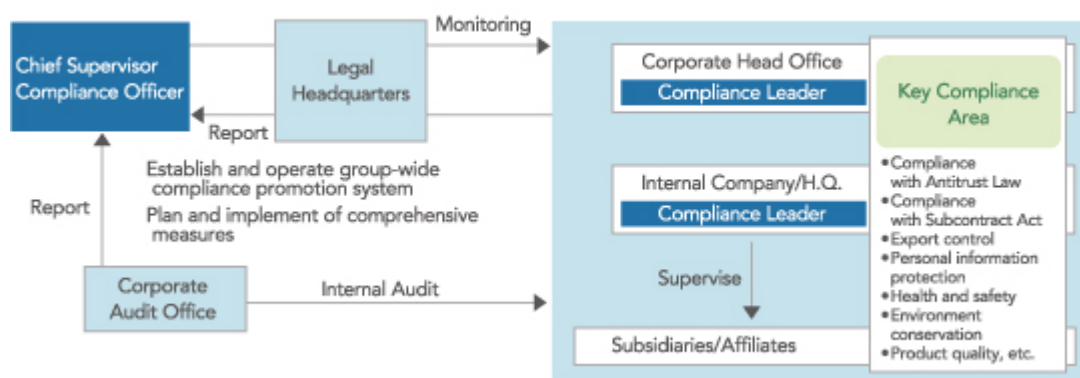 Chief Supervisor
Compliance Officer
Legal
Headquarters
Monitoring
Report
Establish and operate group-wide
compliance promotion system
Plan and implement of comprehensive
measures
Report
Corporate
Audit Office
Internal Audit
Corporate Head Office
Compliance Leader
Internal Company/H.Q.
Compliance Leader
Supervise
Subsidiaries/Affiliates
Key Compliance
Area
•Compliance
with Antitrust Law
•Compliance
with Subcontract Act
•Export control
•Personal information
protection
•Health and safety
•Environment
conservation
•Product quality, etc.